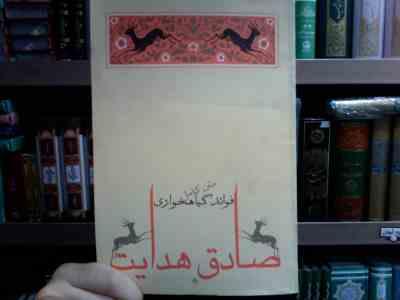 متن کامل
فوائد گیاهخواری
صادق هدایت